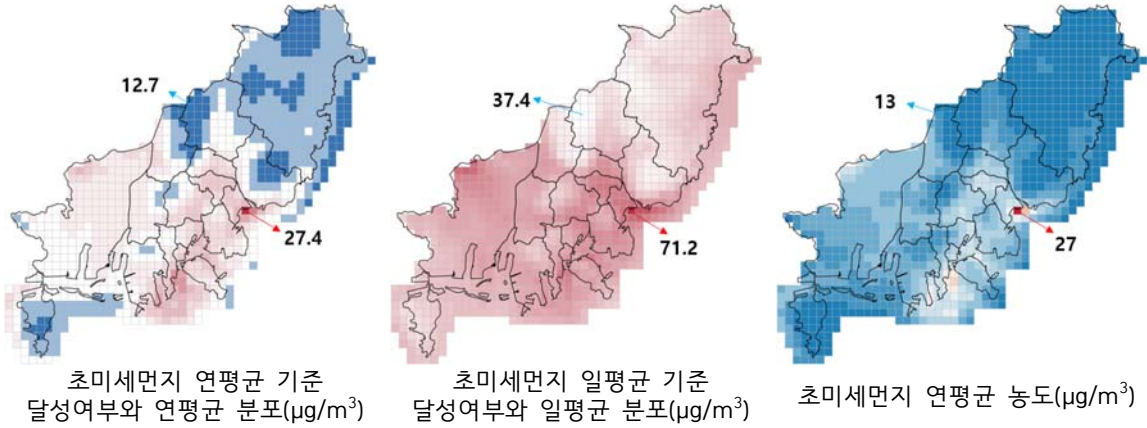 12.7
27.4
초미세먼지 연평균 기준
달성여부와 연평균 분포(μg/m³)
37.4
71.2
초미세먼지 일평균 기준
달성여부와 일평균 분포(μg/m³)
13
27
초미세먼지 연평균 농도(μg/m³)